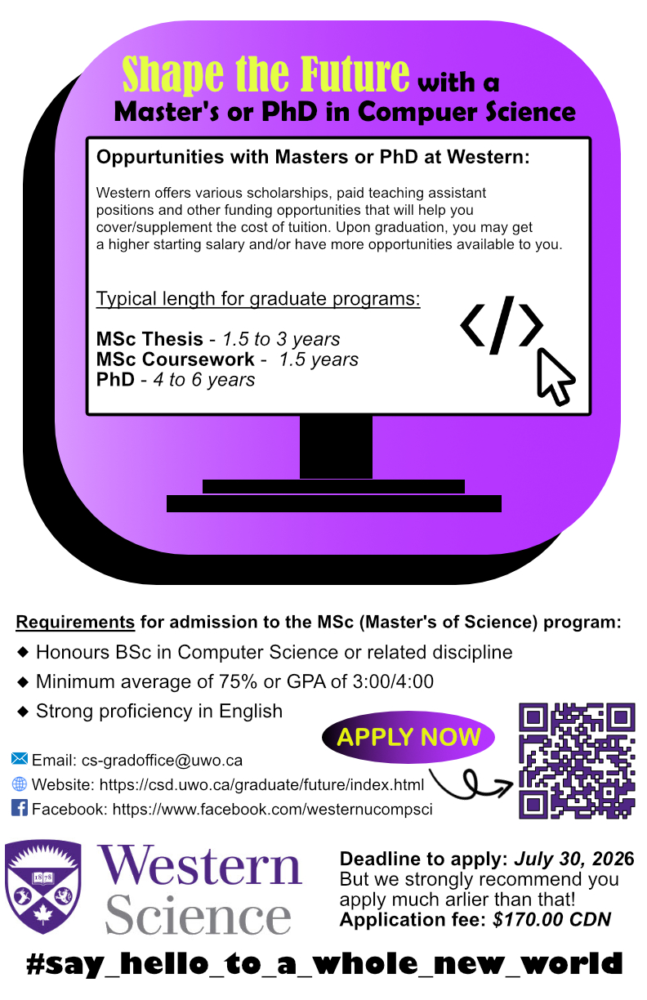 Shape the Future with a
Master's or PhD in Compuer Science
Oppurtunities with Masters or PhD at Western:
Western offers various scholarships, paid teaching assistant
positions and other funding opportunities that will help you
cover/supplement the cost of tuition. Upon graduation, you may get
a higher starting salary and/or have more opportunities available to you.
Typical length for graduate programs:
MSc Thesis - 1.5 to 3 years
MSc Coursework - 1.5 years
PhD - 4 to 6 years
</>
Requirements for admission to the MSc (Master's of Science) program:
◆ Honours BSc in Computer Science or related discipline
◆ Minimum average of 75% or GPA of 3:00/4:00
◆ Strong proficiency in English
APPLY NOW
Email: cs-gradoffice@uwo.ca
Website: https://csd.uwo.ca/graduate/future/index.html
Facebook: https://www.facebook.com/westernucompsci
1878
Western
Science
Deadline to apply: July 30, 2026
But we strongly recommend you
apply much arlier than that!
Application fee: $170.00 CDN
#say_hello_to_a_whole_new_world